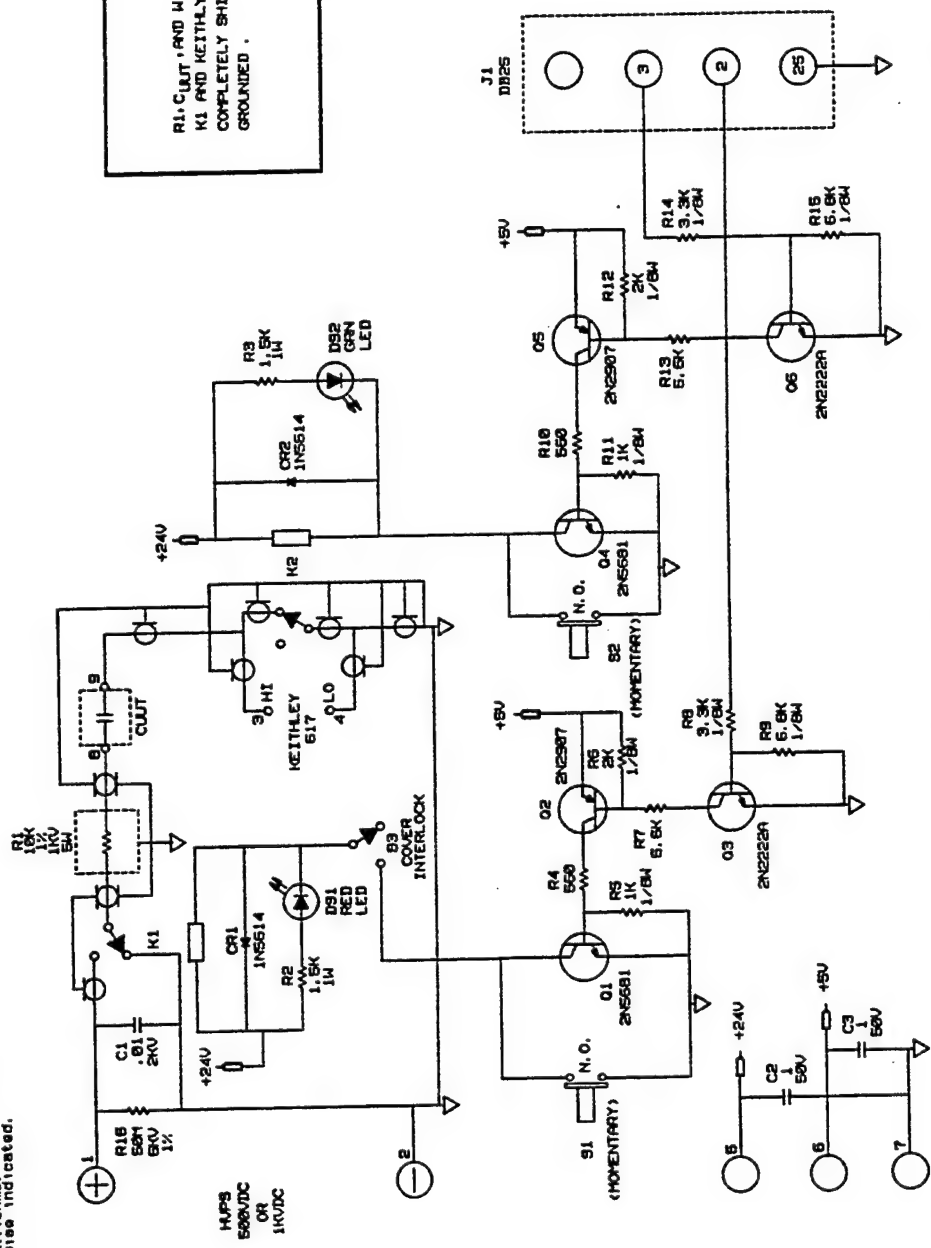 indicated.
R1,CUUT,AND W
K1 AND KEITHLY
COMPLETELY SHI
GROUNDED .
HVPS
500VDC
OR
1KVDC
+ 1
- 2
R16
50M
5KV
1%
C1
.01
2KV
K1
R1
10K
1%
1KV
5W
8
CUUT
9
3 HI
KEITHLEY
617
4 LO
+24V
CR1
1N5614
R2
1.5K
1W
DS1
RED
LED
S3
COVER
INTERLOCK
+24V
K2
CR2
1N5614
R3
1.5K
1W
DS2
GRN
LED
S1
(MOMENTARY)
N.O.
Q1
2N5681
R4
560
R5
1K
1/8W
Q2
2N2907
R6
2K
1/8W
+5V
R7
5.6K
Q3
2N2222A
R8
3.3K
1/8W
R9
6.8K
1/8W
S2
(MOMENTARY)
N.O.
Q4
2N5681
R10
560
R11
1K
1/8W
Q5
2N2907
R12
2K
1/8W
+5V
R13
5.6K
Q6
2N2222A
R14
3.3K
1/8W
R15
6.8K
1/8W
J1
DB25
3
2
25
5
+24V
C2
1
50V
6
+5V
C3
1
50V
7